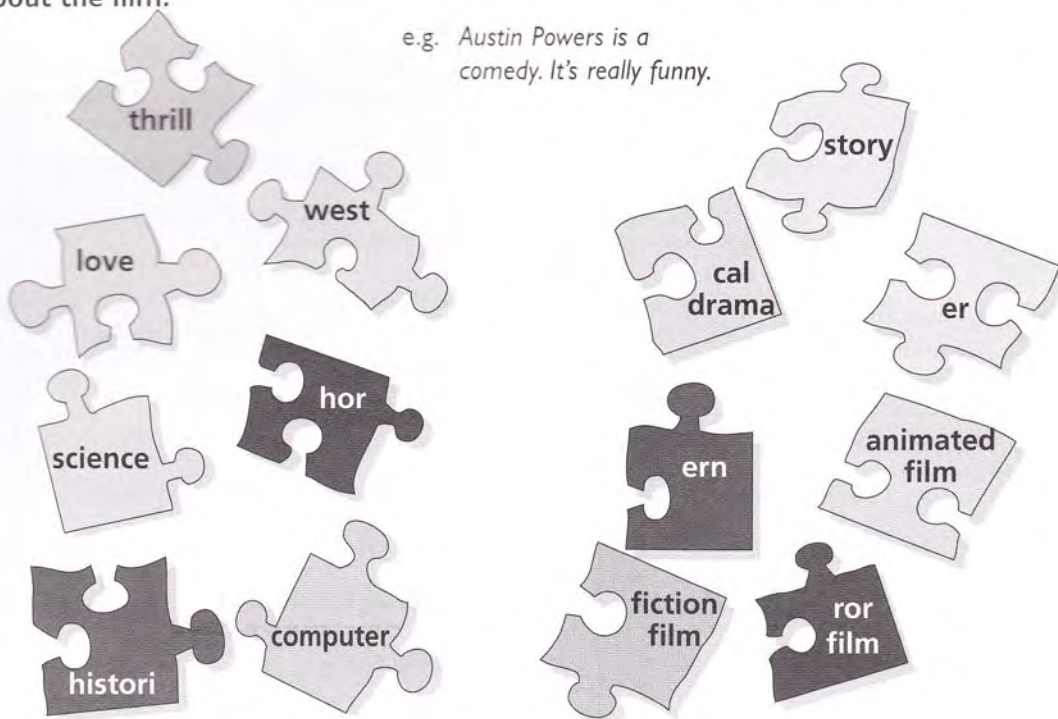 about the film.
e.g. Austin Powers is a
comedy. It's really funny.
thrill
west
love
hor
science
histori
computer
story
cal
drama
er
ern
animated
film
fiction
film
ror
film